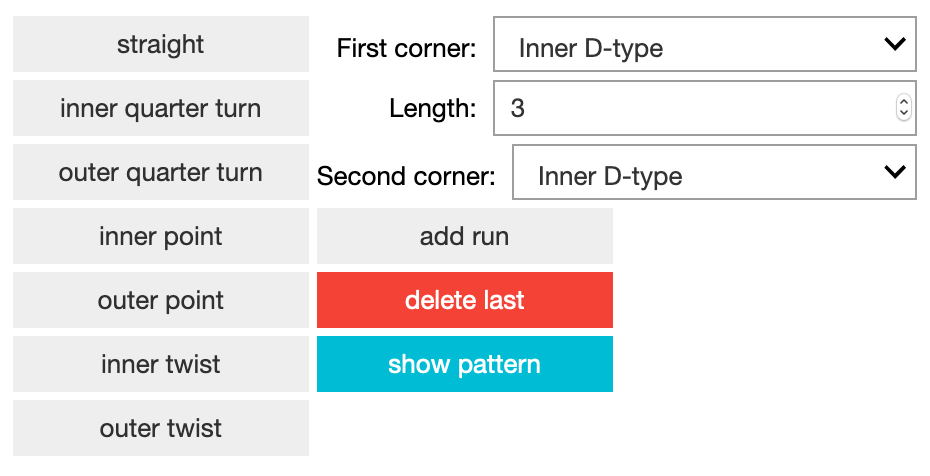 straight
First corner: Inner D-type
inner quarter turn
Length: 3
outer quarter turn
Second corner: Inner D-type
inner point
add run
outer point
delete last
inner twist
show pattern
outer twist